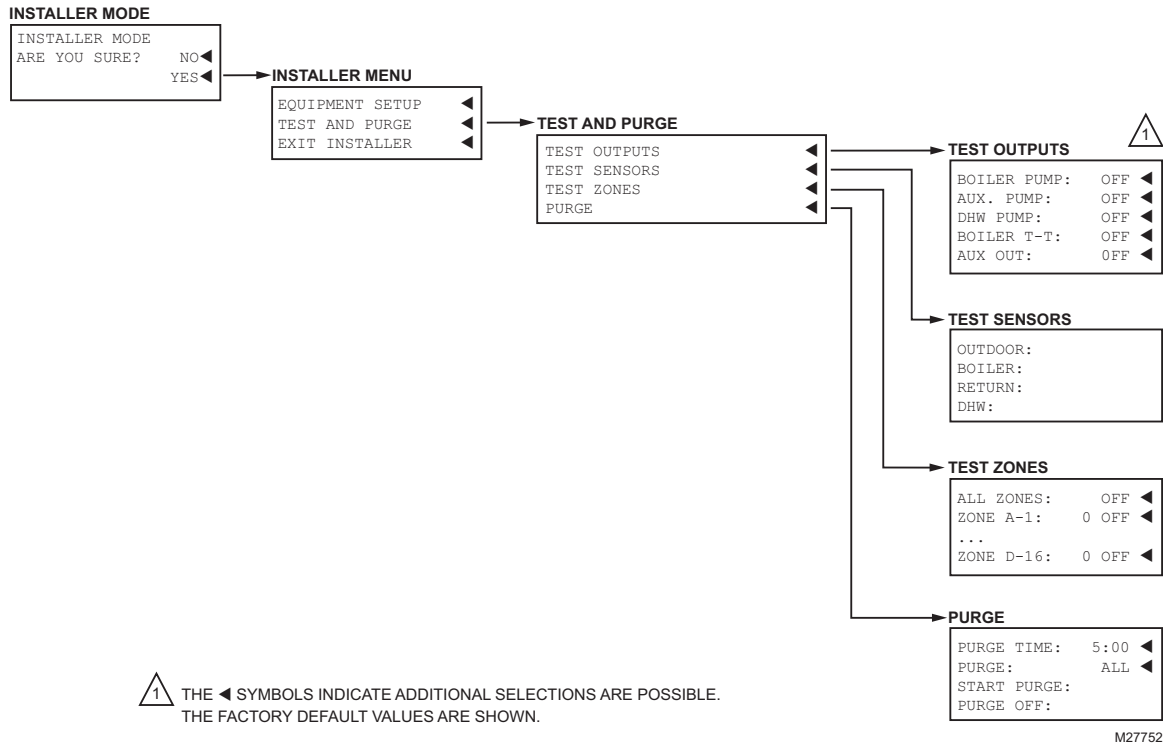 INSTALLER MODE
INSTALLER MODE
ARE YOU SURE? NO◀
YES◀
INSTALLER MENU
EQUIPMENT SETUP ◀
TEST AND PURGE ◀
EXIT INSTALLER ◀
TEST AND PURGE
TEST OUTPUTS ◀
TEST SENSORS ◀
TEST ZONES ◀
PURGE ◀
1
TEST OUTPUTS
BOILER PUMP: OFF ◀
AUX. PUMP: OFF ◀
DHW PUMP: OFF ◀
BOILER T-T: OFF ◀
AUX OUT: 0FF ◀
TEST SENSORS
OUTDOOR:
BOILER:
RETURN:
DHW:
TEST ZONES
ALL ZONES: OFF ◀
ZONE A-1: 0 OFF ◀
...
ZONE D-16: 0 OFF ◀
PURGE
PURGE TIME: 5:00 ◀
PURGE: ALL ◀
START PURGE:
PURGE OFF:
1 THE ◀ SYMBOLS INDICATE ADDITIONAL SELECTIONS ARE POSSIBLE.
THE FACTORY DEFAULT VALUES ARE SHOWN.
M27752